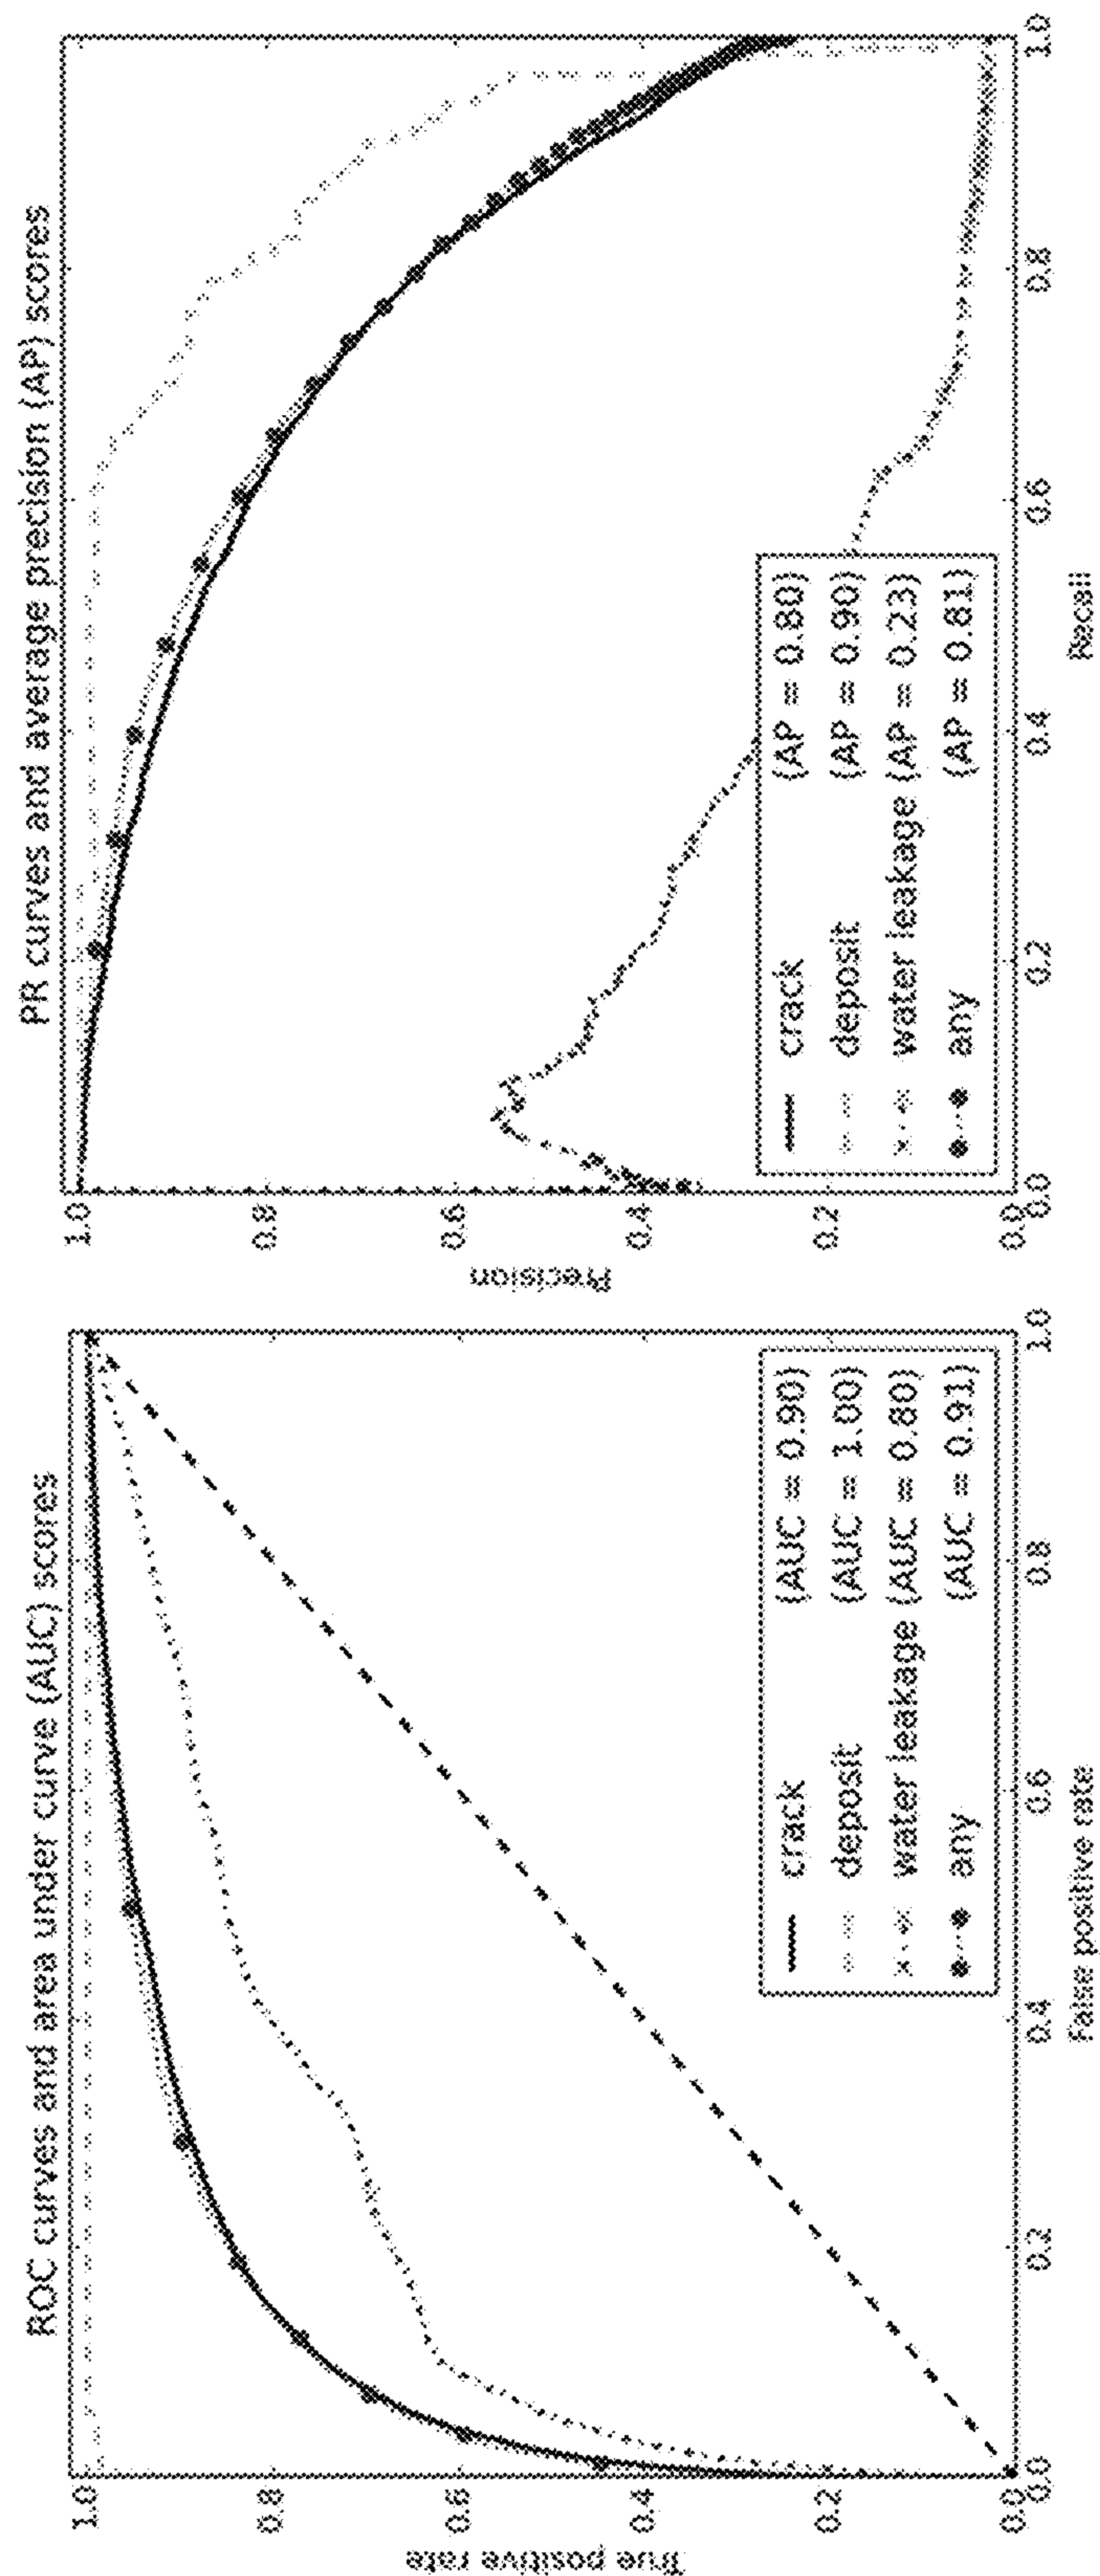 ROC curves and area under curve (AUC) scores
True positive rate
1.0
0.8
0.6
0.4
0.2
0.0
0.0
0.2
0.4
0.6
0.8
1.0
False positive rate
crack (AUC = 0.90)
deposit (AUC = 1.00)
water leakage (AUC = 0.80)
any (AUC = 0.91)
PR curves and average precision (AP) scores
Precision
1.0
0.8
0.6
0.4
0.2
0.0
0.0
0.2
0.4
0.6
0.8
1.0
Recall
crack (AP = 0.80)
deposit (AP = 0.90)
water leakage (AP = 0.23)
any (AP = 0.81)